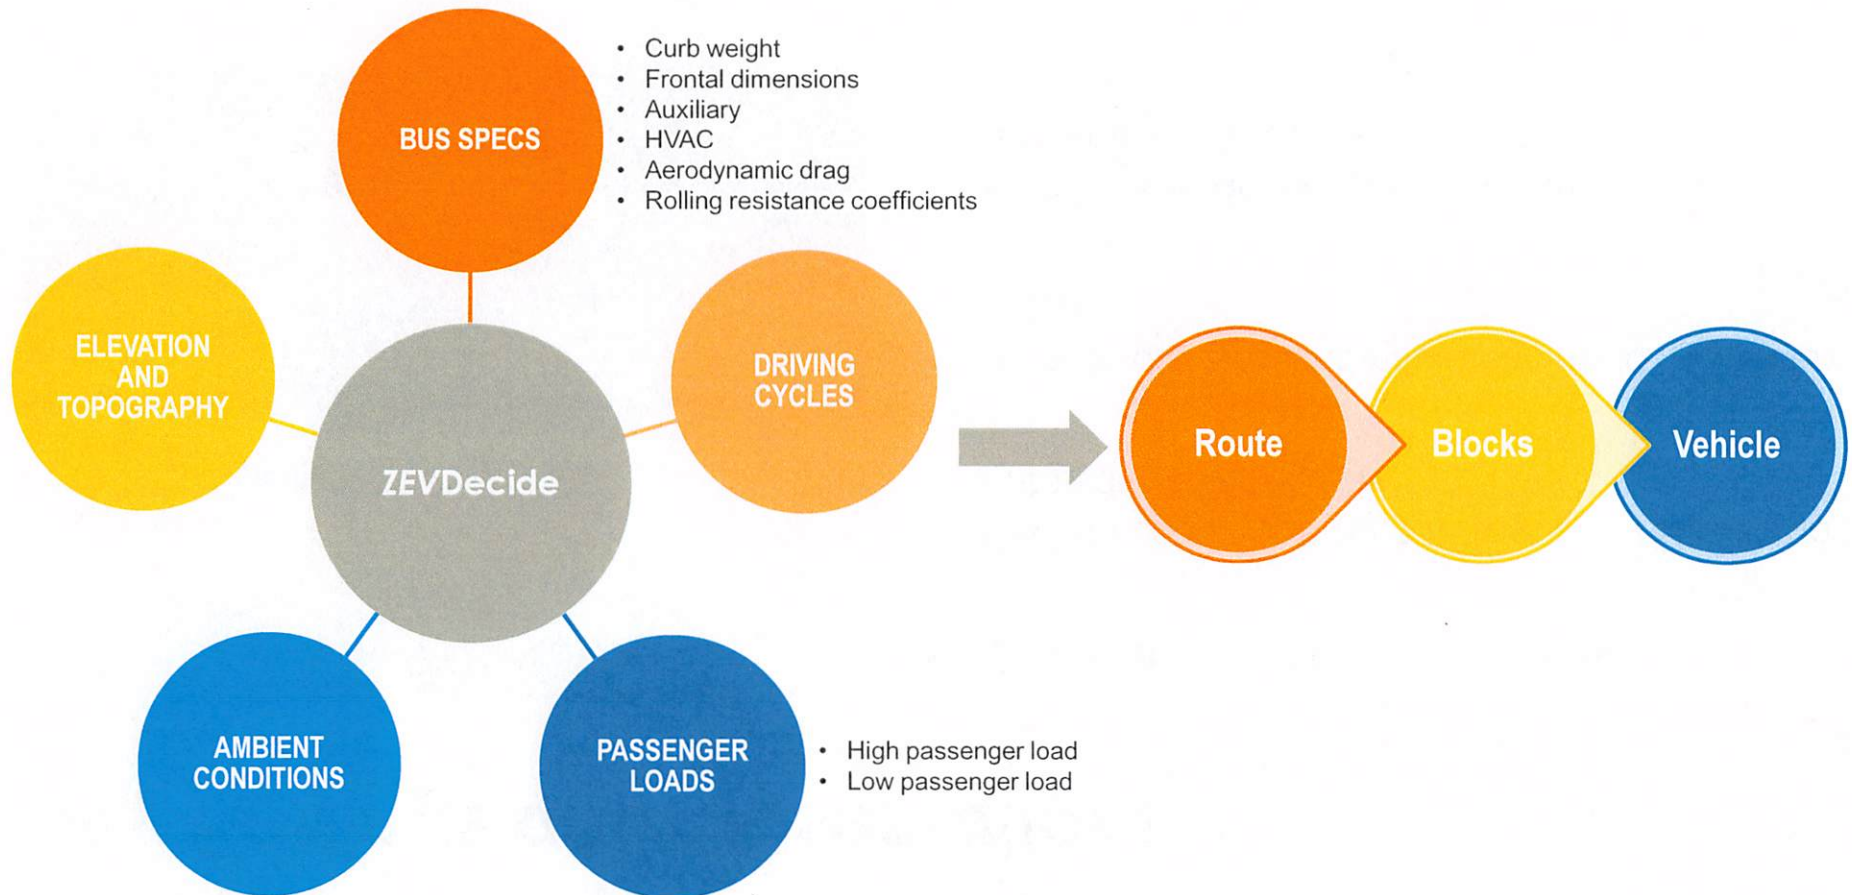 BUS SPECS
• Curb weight
• Frontal dimensions
• Auxiliary
• HVAC
• Aerodynamic drag
• Rolling resistance coefficients
ELEVATION
AND
TOPOGRAPHY
DRIVING
CYCLES
ZEVDecide
AMBIENT
CONDITIONS
PASSENGER
LOADS
• High passenger load
• Low passenger load
Route
Blocks
Vehicle